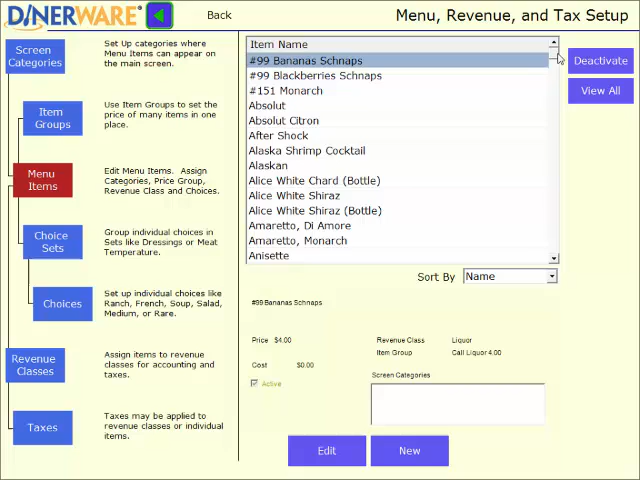 DINERWARE
Back
Menu, Revenue, and Tax Setup
Screen
Categories
Set Up categories where
Menu Items can appear on
the main screen.
Item
Groups
Use Item Groups to set the
price of many items in one
place.
Menu
Items
Edit Menu Items. Assign
Categories, Price Group,
Revenue Class and Choices.
Choice
Sets
Group individual choices in
Sets like Dressings or Meat
Temperature.
Choices
Set up individual choices like
Ranch, French, Soup, Salad,
Medium, or Rare.
Revenue
Classes
Assign items to revenue
classes for accounting and
taxes.
Taxes
Taxes may be applied to
revenue classes or individual
items.
Item Name
#99 Bananas Schnaps
#99 Blackberries Schnaps
#151 Monarch
Absolut
Absolut Citron
After Shock
Alaska Shrimp Cocktail
Alaskan
Alice White Chard (Bottle)
Alice White Shiraz
Alice White Shiraz (Bottle)
Amaretto, Di Amore
Amaretto, Monarch
Anisette
Deactivate
View All
Sort By Name
#99 Bananas Schnaps
Price $4.00
Cost $0.00
Active
Revenue Class Liquor
Item Group Call Liquor 4.00
Screen Categories
Edit
New